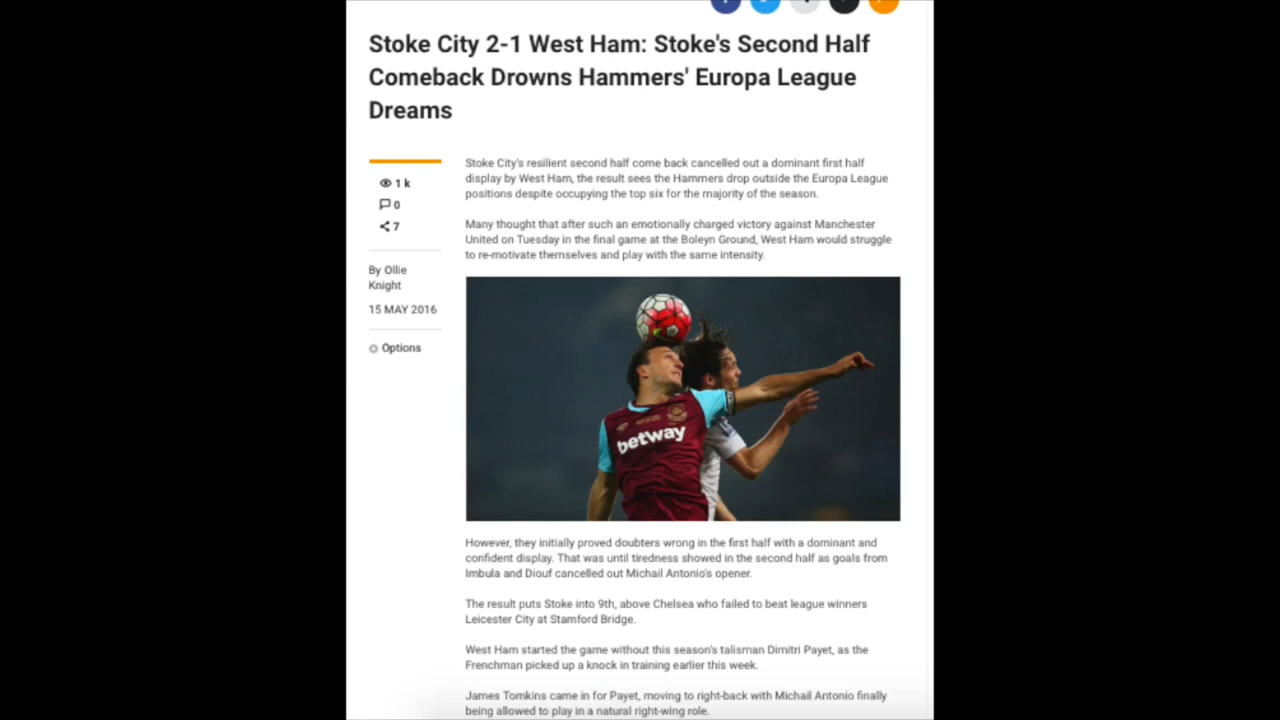 Stoke City 2-1 West Ham: Stoke's Second Half
Comeback Drowns Hammers' Europa League
Dreams
1 k
0
7
By Ollie
Knight
15 MAY 2016
Options
Stoke City's resilient second half come back cancelled out a dominant first half
display by West Ham, the result sees the Hammers drop outside the Europa League
positions despite occupying the top six for the majority of the season.
Many thought that after such an emotionally charged victory against Manchester
United on Tuesday in the final game at the Boleyn Ground, West Ham would struggle
to re-motivate themselves and play with the same intensity.
betway
However, they initially proved doubters wrong in the first half with a dominant and
confident display. That was until tiredness showed in the second half as goals from
Imbula and Diouf cancelled out Michail Antonio's opener.
The result puts Stoke into 9th, above Chelsea who failed to beat league winners
Leicester City at Stamford Bridge.
West Ham started the game without this season's talisman Dimitri Payet, as the
Frenchman picked up a knock in training earlier this week.
James Tomkins came in for Payet, moving to right-back with Michail Antonio finally
being allowed to play in a natural right-wing role.